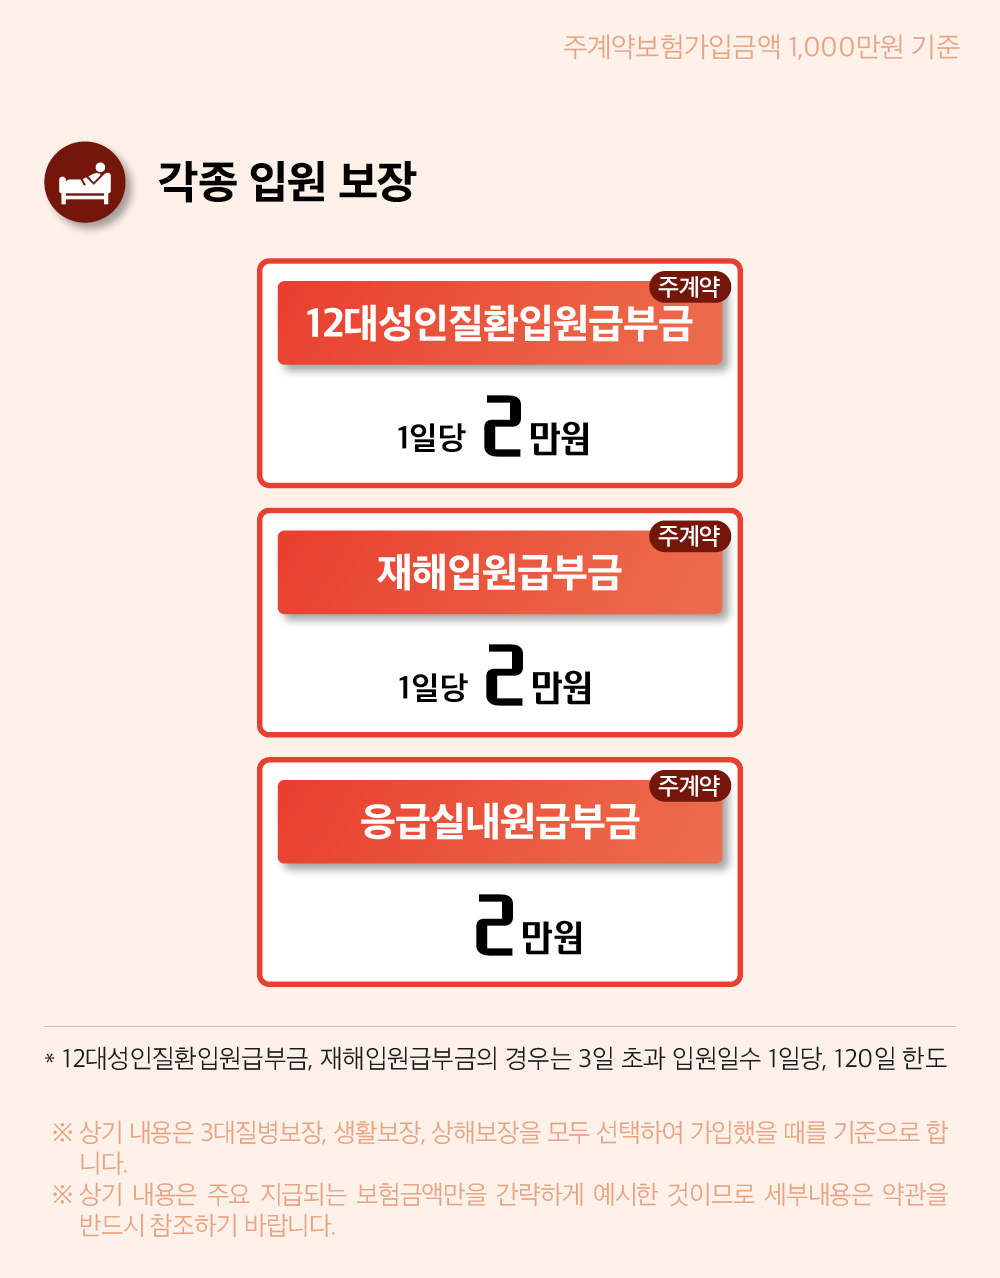 주계약보험가입금액 1,000만원 기준
각종 입원 보장
주계약
12대성인질환입원급부금
1일당 2만원
주계약
재해입원급부금
1일당 2만원
주계약
응급실내원급부금
2만원
* 12대성인질환입원급부금, 재해입원급부금의 경우는 3일 초과 입원일수 1일당, 120일 한도
※ 상기 내용은 3대질병보장, 생활보장, 상해보장을 모두 선택하여 가입했을 때를 기준으로 합
니다.
※ 상기 내용은 주요 지급되는 보험금액만을 간략하게 예시한 것이므로 세부내용은 약관을
반드시 참조하기 바랍니다.